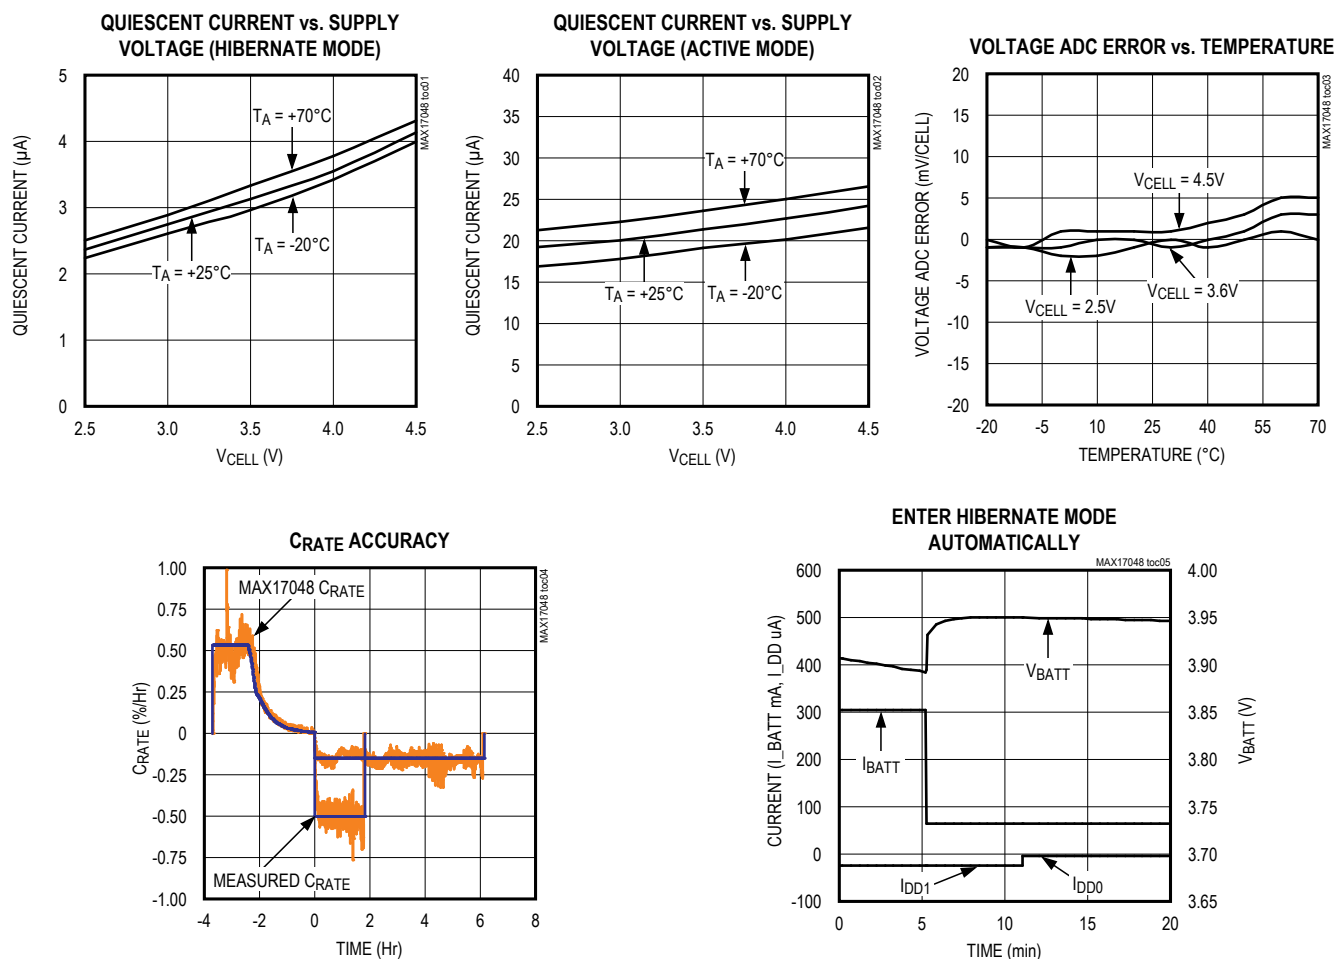 QUIESCENT CURRENT vs. SUPPLY
VOLTAGE (HIBERNATE MODE)
MAX17048 toc01
QUIESCENT CURRENT (µA)
5
4
3
2
1
0
TA = +70°C
TA = +25°C
TA = -20°C
2.5 3.0 3.5 4.0 4.5
VCELL (V)
QUIESCENT CURRENT vs. SUPPLY
VOLTAGE (ACTIVE MODE)
MAX17048 toc02
QUIESCENT CURRENT (µA)
40
35
30
25
20
15
10
5
0
TA = +70°C
TA = +25°C
TA = -20°C
2.5 3.0 3.5 4.0 4.5
VCELL (V)
VOLTAGE ADC ERROR vs. TEMPERATURE
MAX17048 toc03
VOLTAGE ADC ERROR (mV/CELL)
20
15
10
5
0
-5
-10
-15
-20
VCELL = 4.5V
VCELL = 3.6V
VCELL = 2.5V
-20 -5 10 25 40 55 70
TEMPERATURE (°C)
CRATE ACCURACY
MAX17048 toc04
CRATE (%/Hr)
1.00
0.75
0.50
0.25
0
-0.25
-0.50
-0.75
-1.00
MAX17048 CRATE
MEASURED CRATE
-4 -2 0 2 4 6 8
TIME (Hr)
ENTER HIBERNATE MODE
AUTOMATICALLY
MAX17048 toc05
CURRENT (I_BATT mA, I_DD uA)
600
500
400
300
200
100
0
-100
VBATT
IBATT
IDD1
IDD0
4.00
3.95
3.90
3.85
3.80
3.75
3.70
3.65
VBATT (V)
0 5 10 15 20
TIME (min)